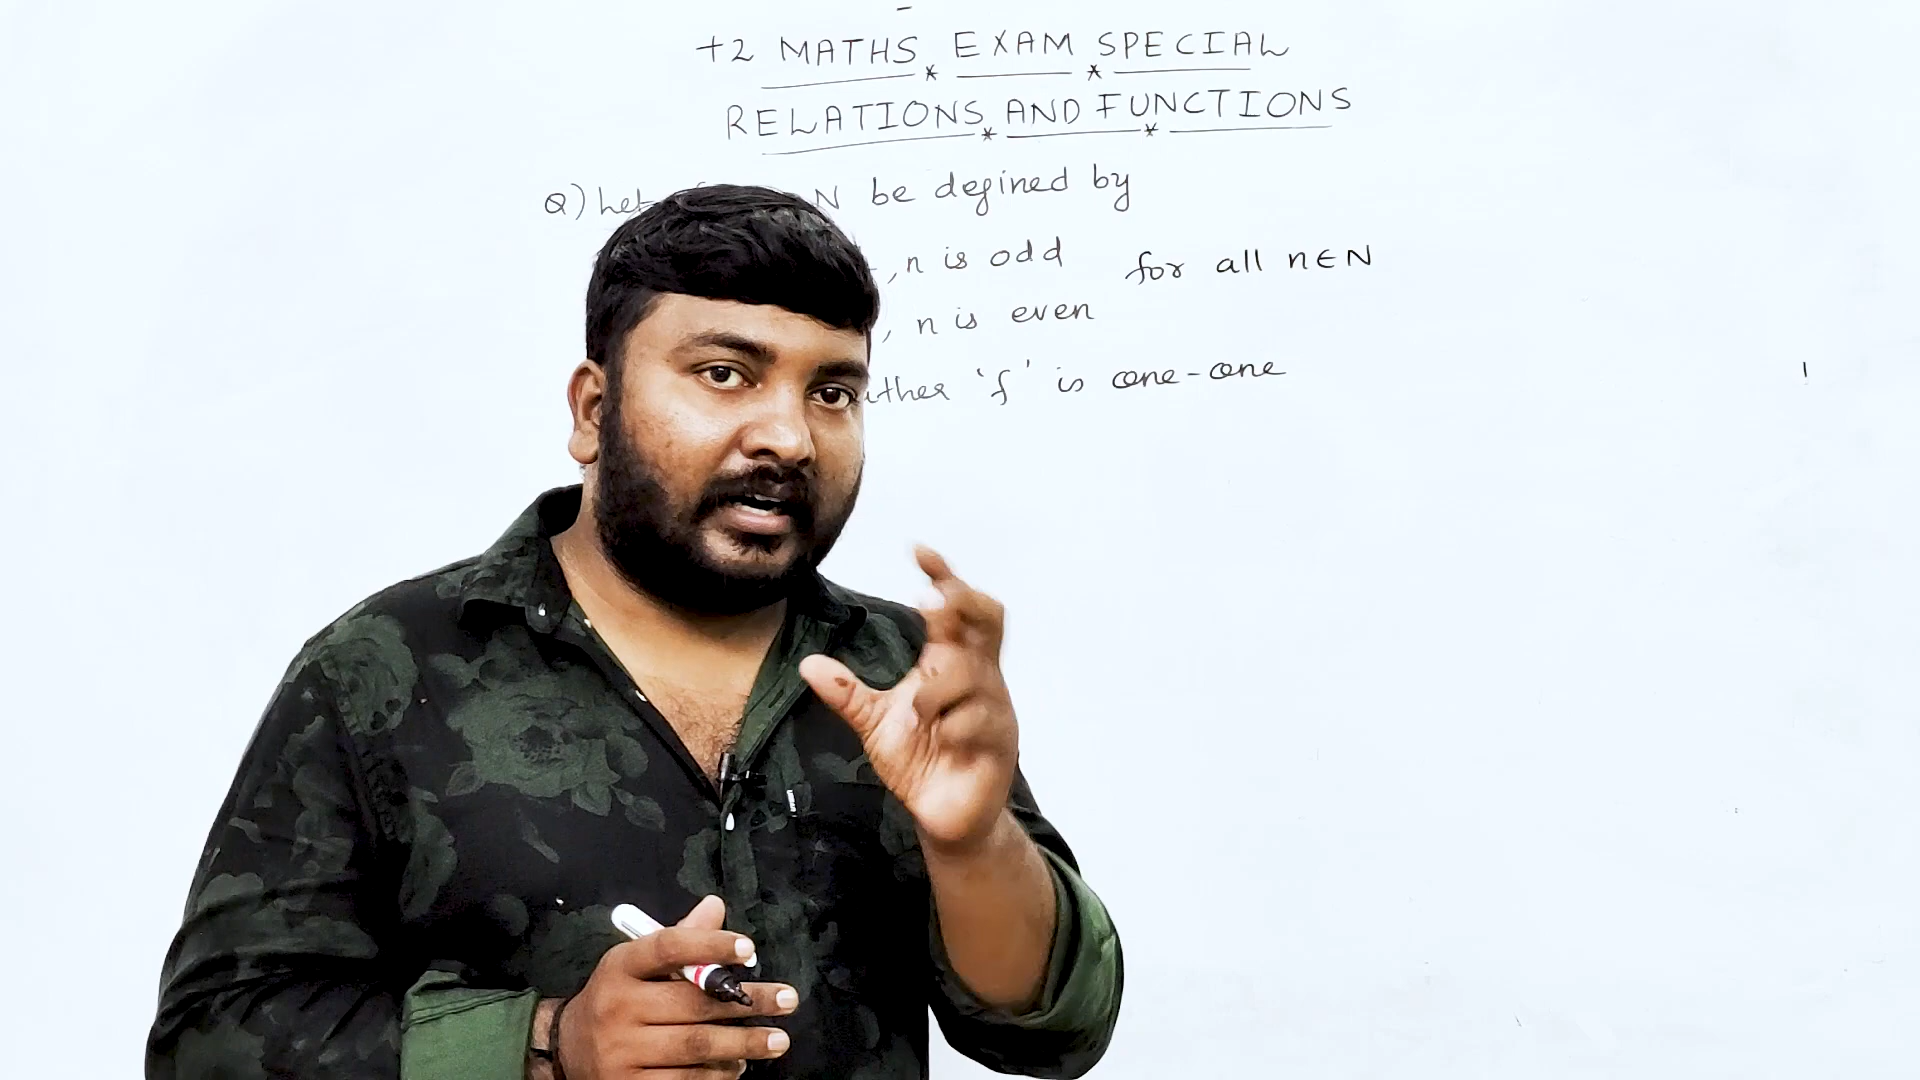 +2 MATHS EXAM SPECIAL
RELATIONS AND FUNCTIONS
Q) Let N be defined by
, n is odd for all n∈N
, n is even
'f' is one-one